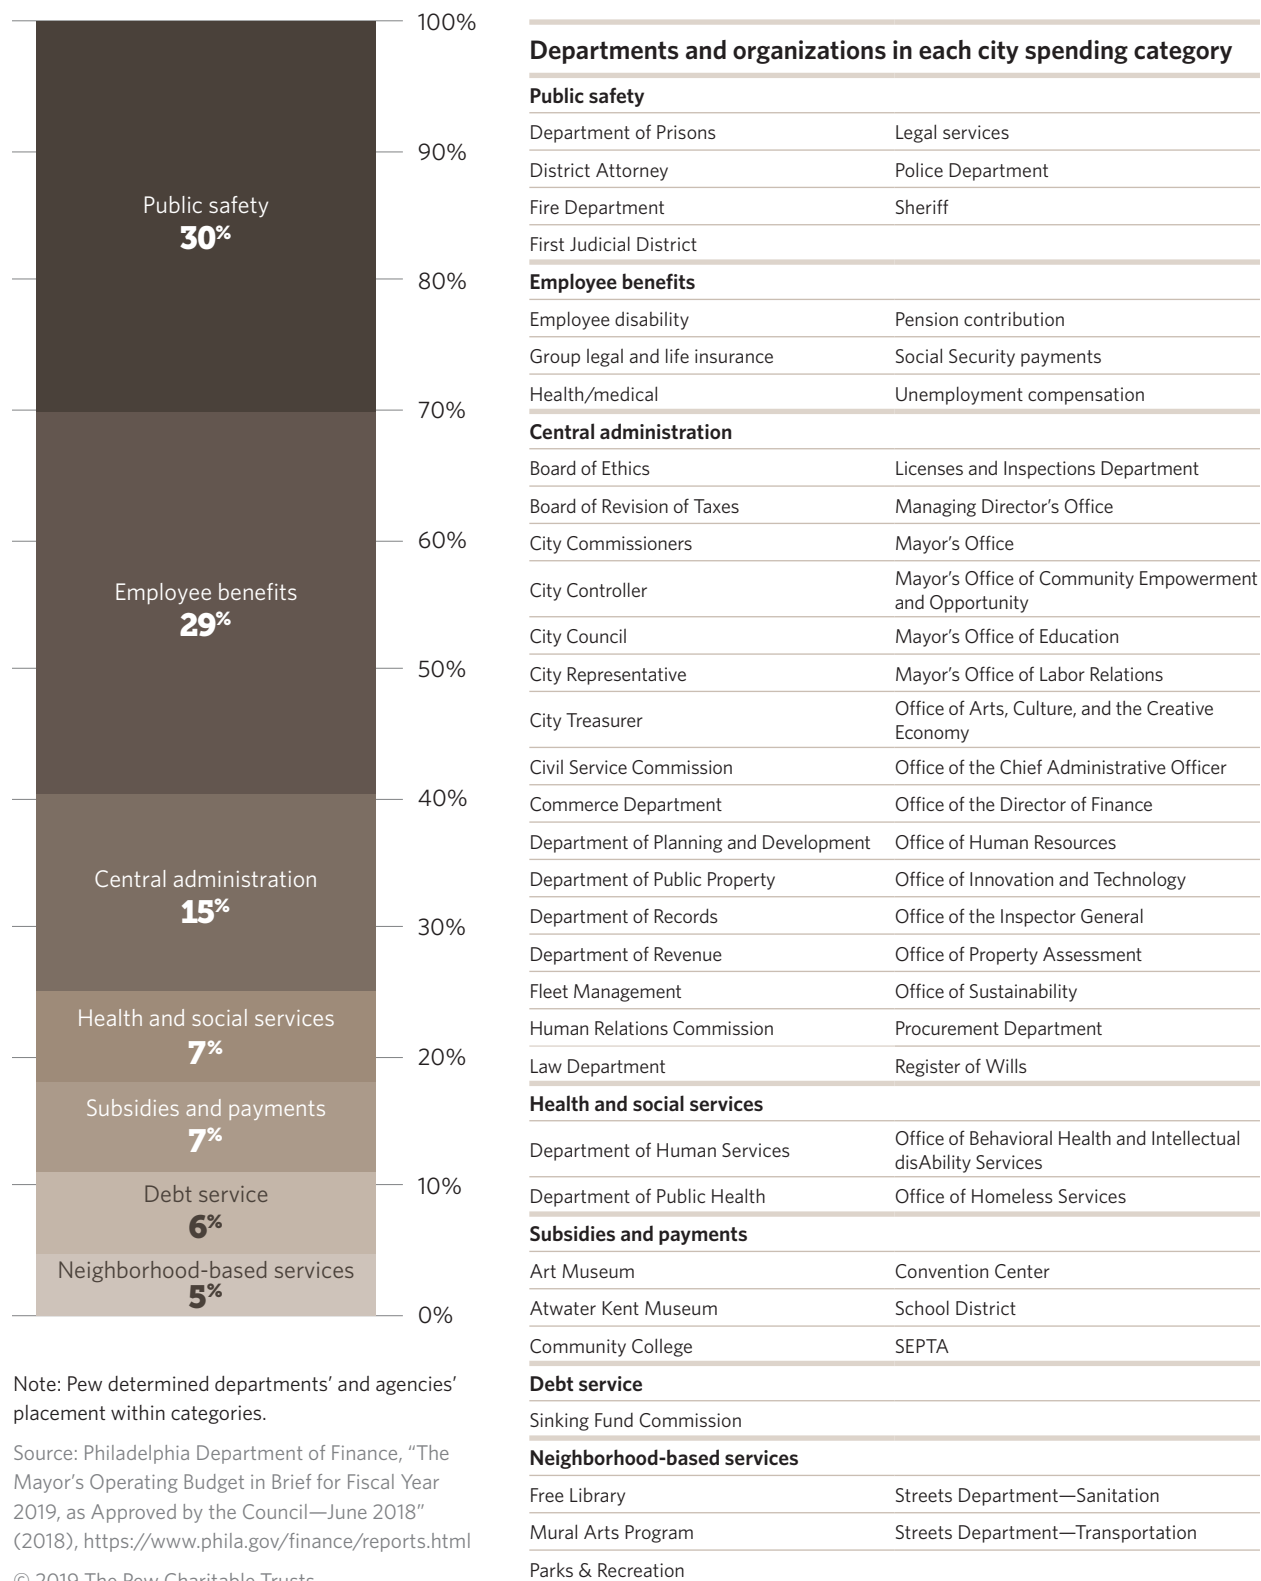 100%
90%
80%
70%
60%
50%
40%
30%
20%
10%
0%
Public safety
30%
Employee benefits
29%
Central administration
15%
Health and social services
7%
Subsidies and payments
7%
Debt service
6%
Neighborhood-based services
5%
Note: Pew determined departments’ and agencies’
placement within categories.
Source: Philadelphia Department of Finance, “The
Mayor’s Operating Budget in Brief for Fiscal Year
2019, as Approved by the Council—June 2018”
(2018), https://www.phila.gov/finance/reports.html
© 2019 The Pew Charitable Trusts
Departments and organizations in each city spending category
Public safety
Department of Prisons Legal services
District Attorney Police Department
Fire Department Sheriff
First Judicial District
Employee benefits
Employee disability Pension contribution
Group legal and life insurance Social Security payments
Health/medical Unemployment compensation
Central administration
Board of Ethics Licenses and Inspections Department
Board of Revision of Taxes Managing Director’s Office
City Commissioners Mayor’s Office
City Controller Mayor’s Office of Community Empowerment
and Opportunity
City Council Mayor’s Office of Education
City Representative Mayor’s Office of Labor Relations
City Treasurer Office of Arts, Culture, and the Creative
Economy
Civil Service Commission Office of the Chief Administrative Officer
Commerce Department Office of the Director of Finance
Department of Planning and Development Office of Human Resources
Department of Public Property Office of Innovation and Technology
Department of Records Office of the Inspector General
Department of Revenue Office of Property Assessment
Fleet Management Office of Sustainability
Human Relations Commission Procurement Department
Law Department Register of Wills
Health and social services
Department of Human Services Office of Behavioral Health and Intellectual
disAbility Services
Department of Public Health Office of Homeless Services
Subsidies and payments
Art Museum Convention Center
Atwater Kent Museum School District
Community College SEPTA
Debt service
Sinking Fund Commission
Neighborhood-based services
Free Library Streets Department—Sanitation
Mural Arts Program Streets Department—Transportation
Parks & Recreation